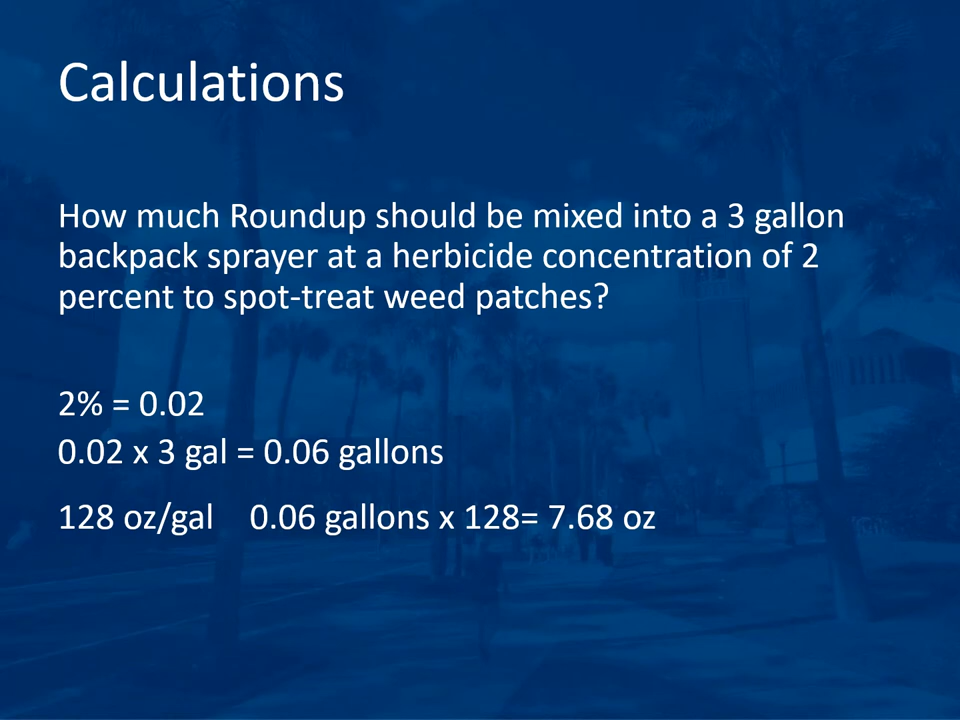 Calculations
How much Roundup should be mixed into a 3 gallon
backpack sprayer at a herbicide concentration of 2
percent to spot-treat weed patches?
2% = 0.02
0.02 x 3 gal = 0.06 gallons
128 oz/gal 0.06 gallons x 128= 7.68 oz